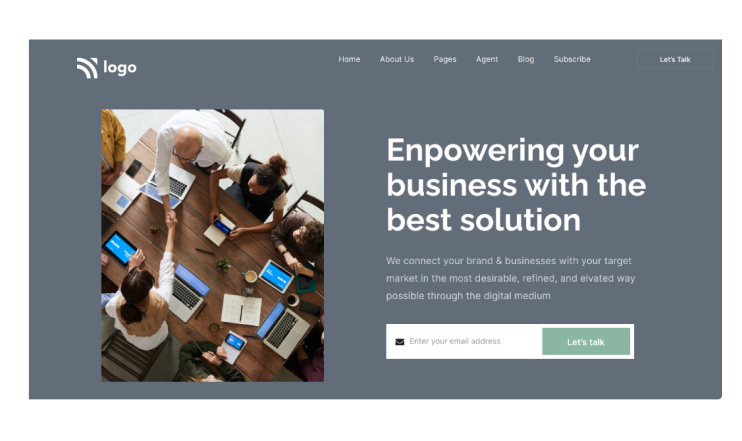 logo
Home About Us Pages Agent Blog Subscribe Let's Talk
Enpowering your
business with the
best solution
We connect your brand & businesses with your target
market in the most desirable, refined, and elvated way
possible through the digital medium
Enter your email address Let's talk